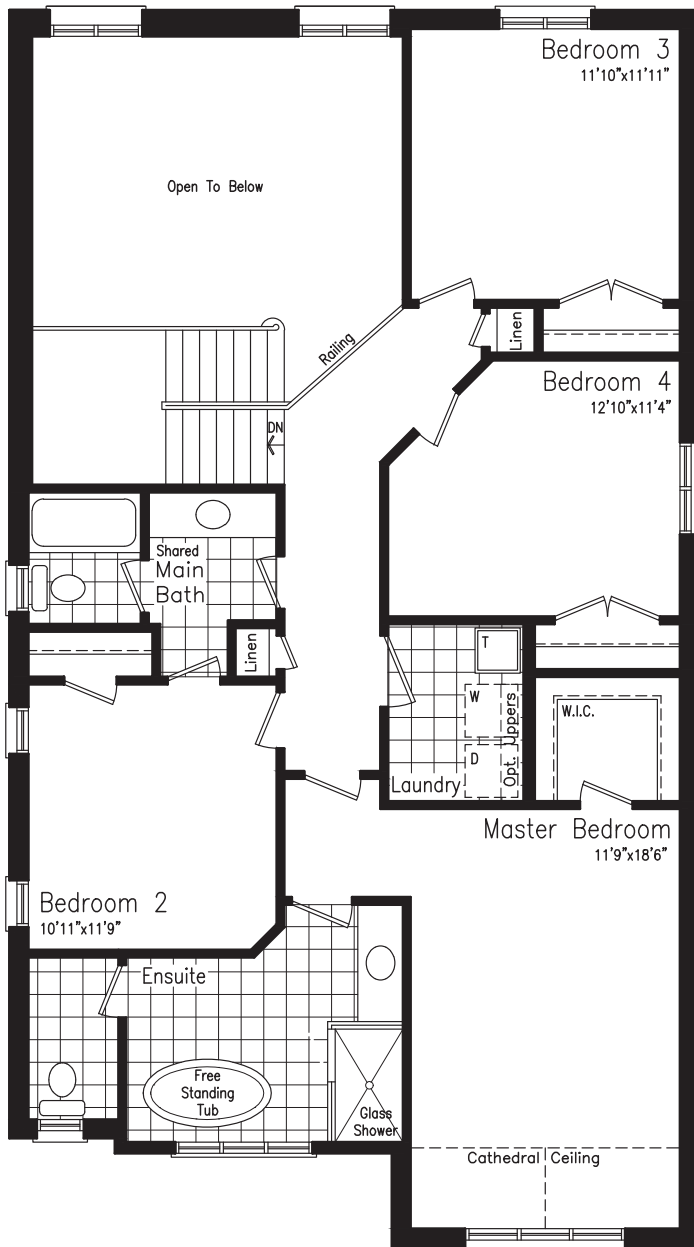 Bedroom 3
11'10"x11'11"
Open To Below
Linen
Railing
Bedroom 4
12'10"x11'4"
DN
Shared
Main
Bath
Linen
T
W
D
Opt. Uppers
Laundry
W.I.C.
Master Bedroom
11'9"x18'6"
Bedroom 2
10'11"x11'9"
Ensuite
Free
Standing
Tub
Glass
Shower
Cathedral Ceiling